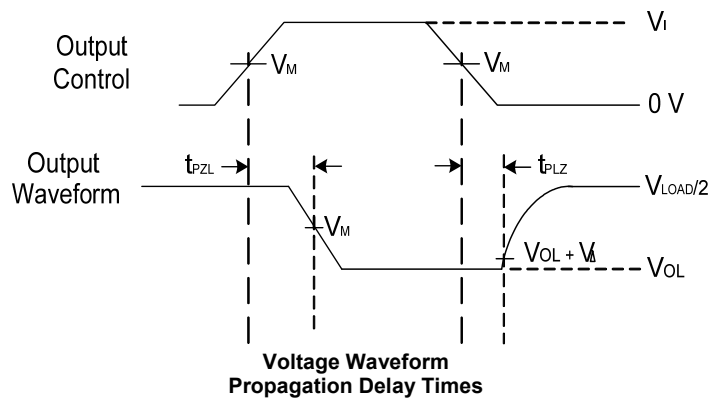 Output
Control
VM
VM
VI
0 V
Output
Waveform
tPZL
tPLZ
VLOAD/2
VM
VOL + VΔ
VOL
Voltage Waveform
Propagation Delay Times